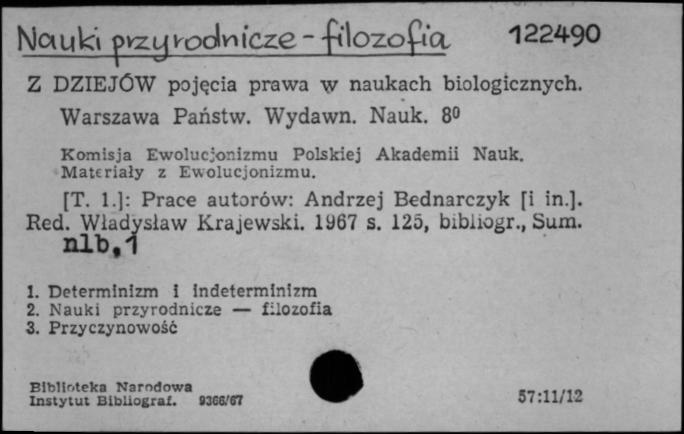 Nauki przyrodnicze - filozofia 122490
Z DZIEJÓW pojęcia prawa w naukach biologicznych.
Warszawa Państw. Wydawn. Nauk. 8⁰
Komisja Ewolucjonizmu Polskiej Akademii Nauk.
Materiały z Ewolucjonizmu.
[T. 1.]: Prace autorów: Andrzej Bednarczyk [i in.].
Red. Władysław Krajewski. 1967 s. 125, bibliogr., Sum.
nlb, 1
1. Determinizm i indeterminizm
2. Nauki przyrodnicze — filozofia
3. Przyczynowość
Biblioteka Narodowa
Instytut Bibliograf. 9366/67 57:11/12